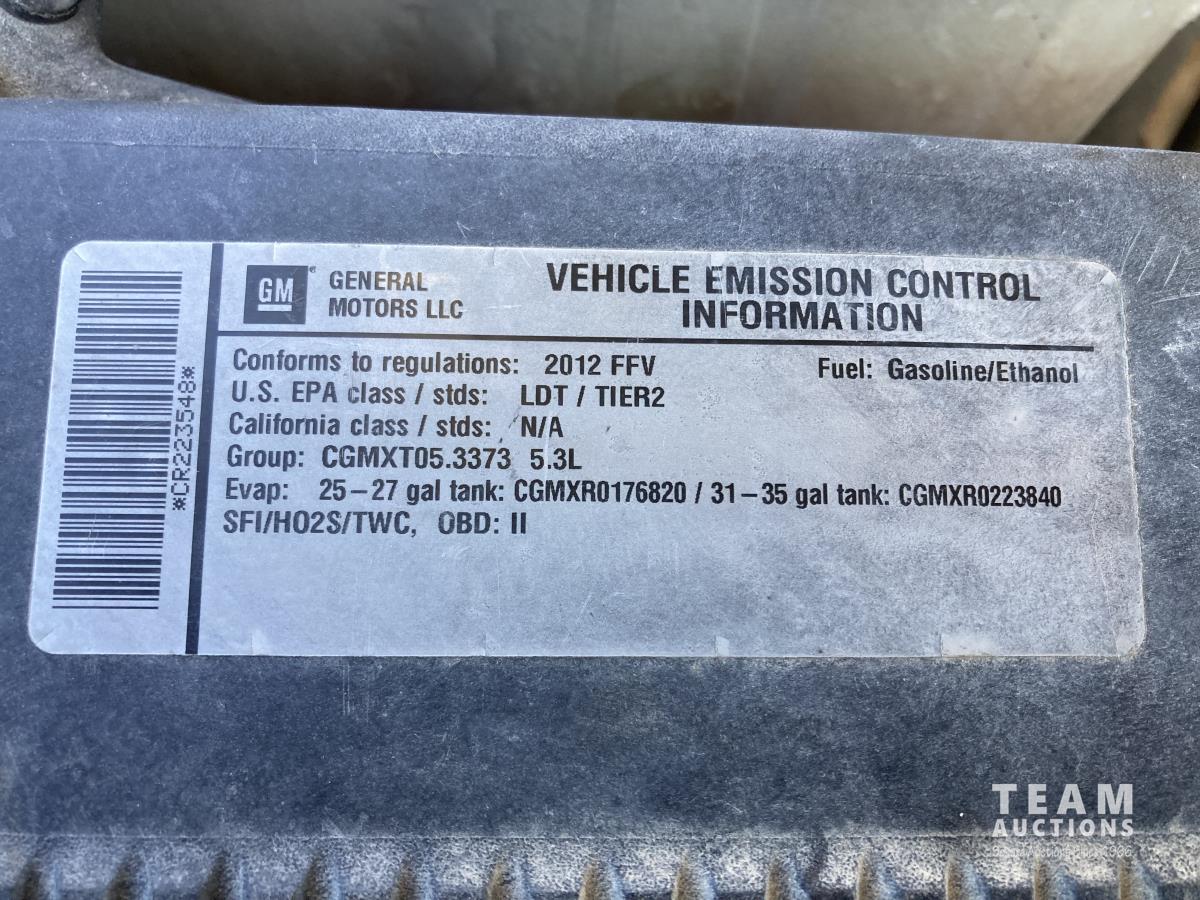 GM
GENERAL
MOTORS LLC
VEHICLE EMISSION CONTROL
INFORMATION
*CR223548*
Conforms to regulations: 2012 FFV
Fuel: Gasoline/Ethanol
U.S. EPA class / stds: LDT / TIER2
California class / stds: N/A
Group: CGMXT05.3373 5.3L
Evap: 25-27 gal tank: CGMXR0176820 / 31-35 gal tank: CGMXR0223840
SFI/HO2S/TWC, OBD: II
TEAM
AUCTIONS